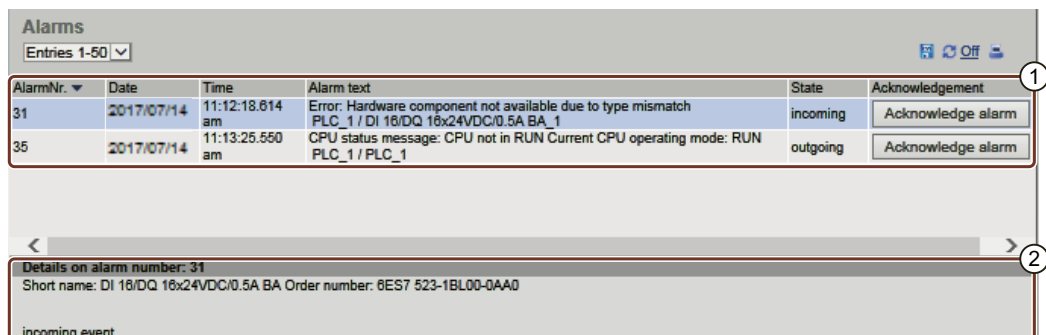 Alarms
Entries 1-50
Off
1
AlarmNr. Date Time Alarm text State Acknowledgement
31 2017/07/14 11:12:18.614 am Error: Hardware component not available due to type mismatch incoming Acknowledge alarm
PLC_1 / DI 16/DQ 16x24VDC/0.5A BA_1
35 2017/07/14 11:13:25.550 am CPU status message: CPU not in RUN Current CPU operating mode: RUN outgoing Acknowledge alarm
PLC_1 / PLC_1
2
Details on alarm number: 31
Short name: DI 16/DQ 16x24VDC/0.5A BA Order number: 6ES7 523-1BL00-0AA0
incoming event